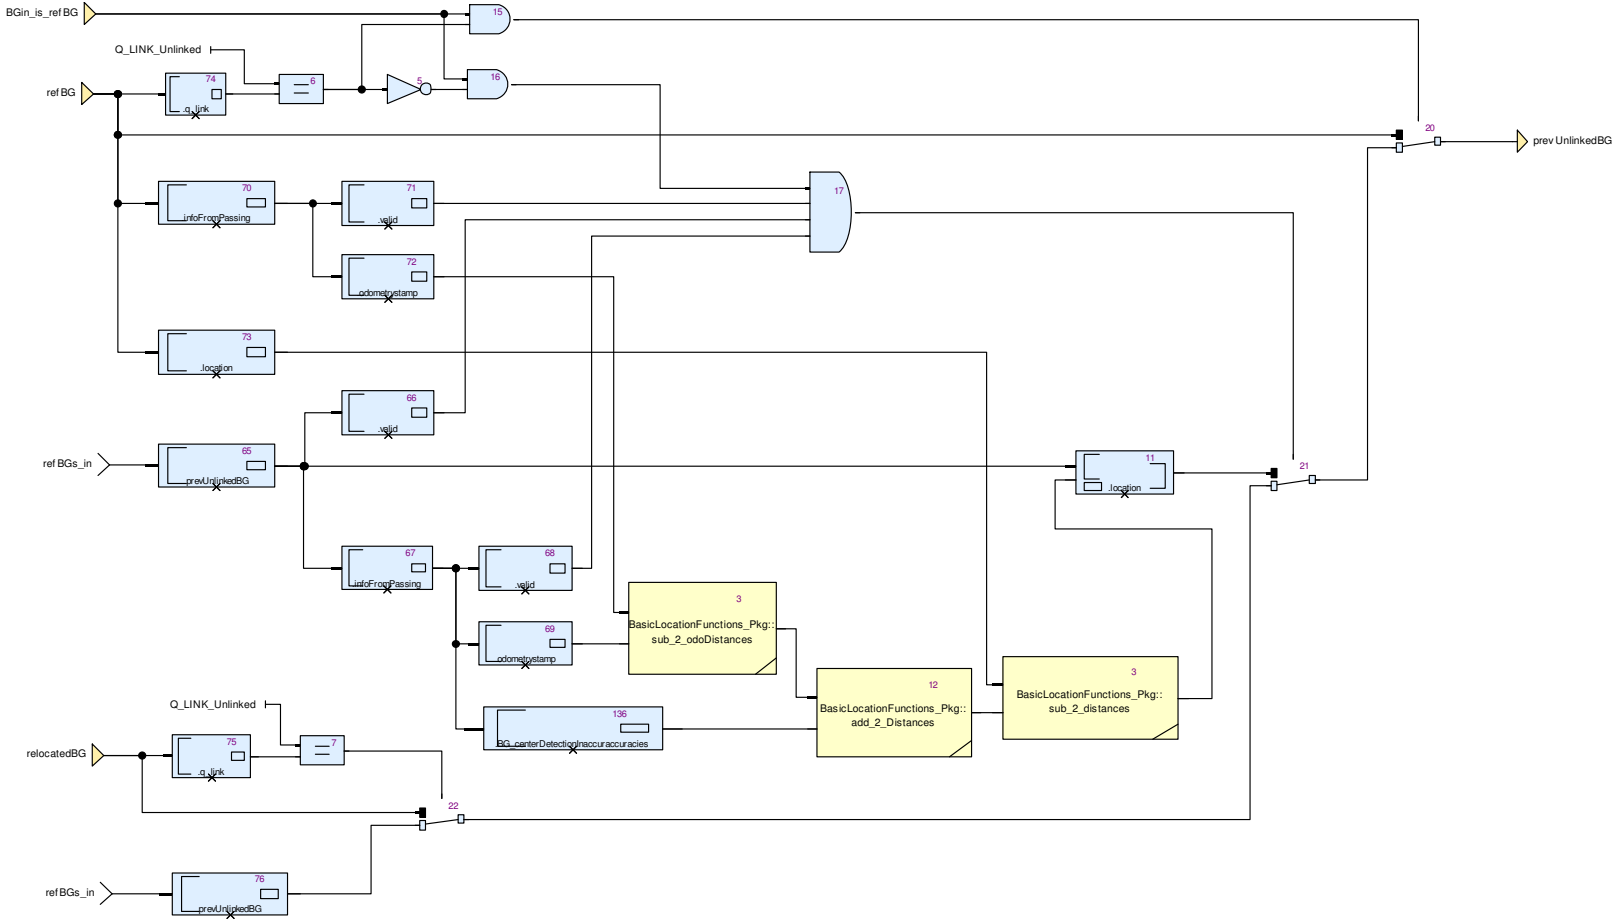 BGin_is_refBG
15
Q_LINK_Unlinked
74
.q_link
6
5
16
refBG
20
prevUnlinkedBG
70
.infoFromPassing
71
.valid
17
72
.odometrystamp
73
.location
66
.valid
refBGs_in
65
.prevUnlinkedBG
11
.location
21
67
.infoFromPassing
68
.valid
69
.odometrystamp
3
BasicLocationFunctions_Pkg::
sub_2_odoDistances
12
BasicLocationFunctions_Pkg::
add_2_Distances
3
BasicLocationFunctions_Pkg::
sub_2_distances
136
.BG_centerDetectionInaccuraccuracies
Q_LINK_Unlinked
relocatedBG
75
.q_link
7
22
refBGs_in
76
.prevUnlinkedBG